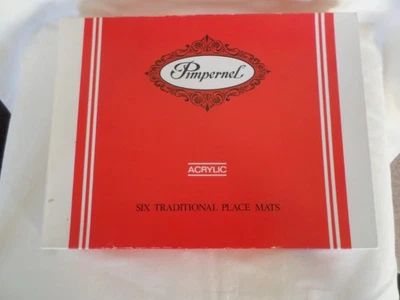 Pimpernel
ACRYLIC
SIX TRADITIONAL PLACE MATS